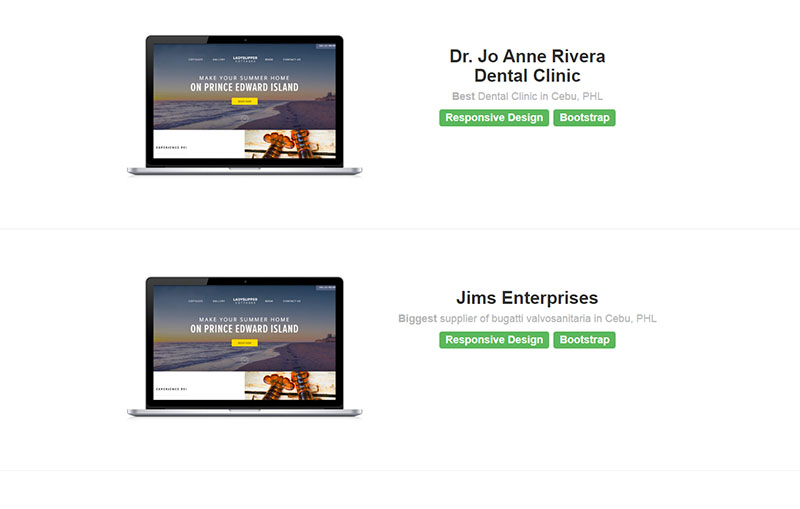 LADYSLIPPER
COTTAGES
COTTAGES GALLERY BOOK CONTACT US
MAKE YOUR SUMMER HOME
ON PRINCE EDWARD ISLAND
EXPERIENCE PEI
Dr. Jo Anne Rivera
Dental Clinic
Best Dental Clinic in Cebu, PHL
Responsive Design Bootstrap
LADYSLIPPER
COTTAGES
COTTAGES GALLERY BOOK CONTACT US
MAKE YOUR SUMMER HOME
ON PRINCE EDWARD ISLAND
EXPERIENCE PEI
Jims Enterprises
Biggest supplier of bugatti valvosanitaria in Cebu, PHL
Responsive Design Bootstrap